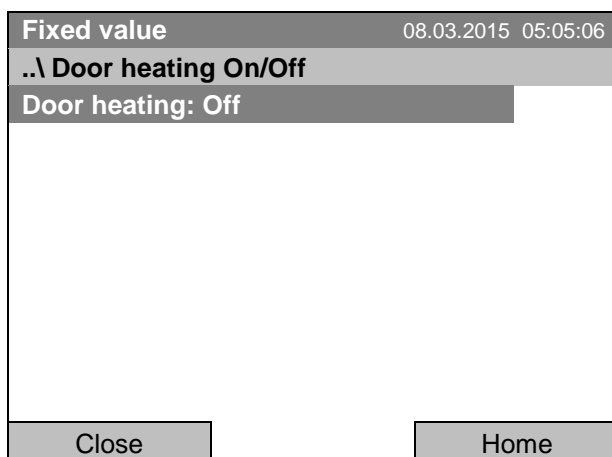 Fixed value 08.03.2015 05:05:06
..\ Door heating On/Off
Door heating: Off
Close Home